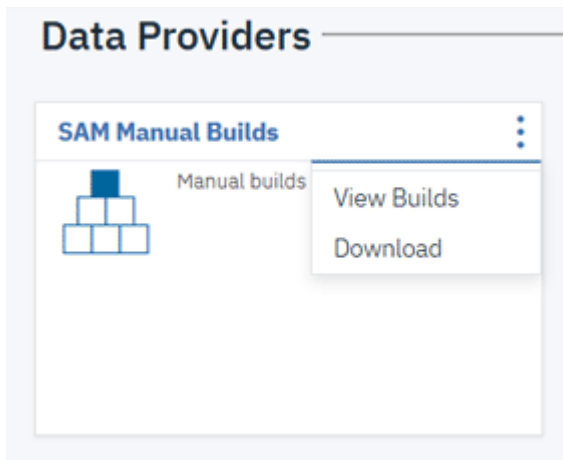 Data Providers
SAM Manual Builds
Manual builds
View Builds
Download